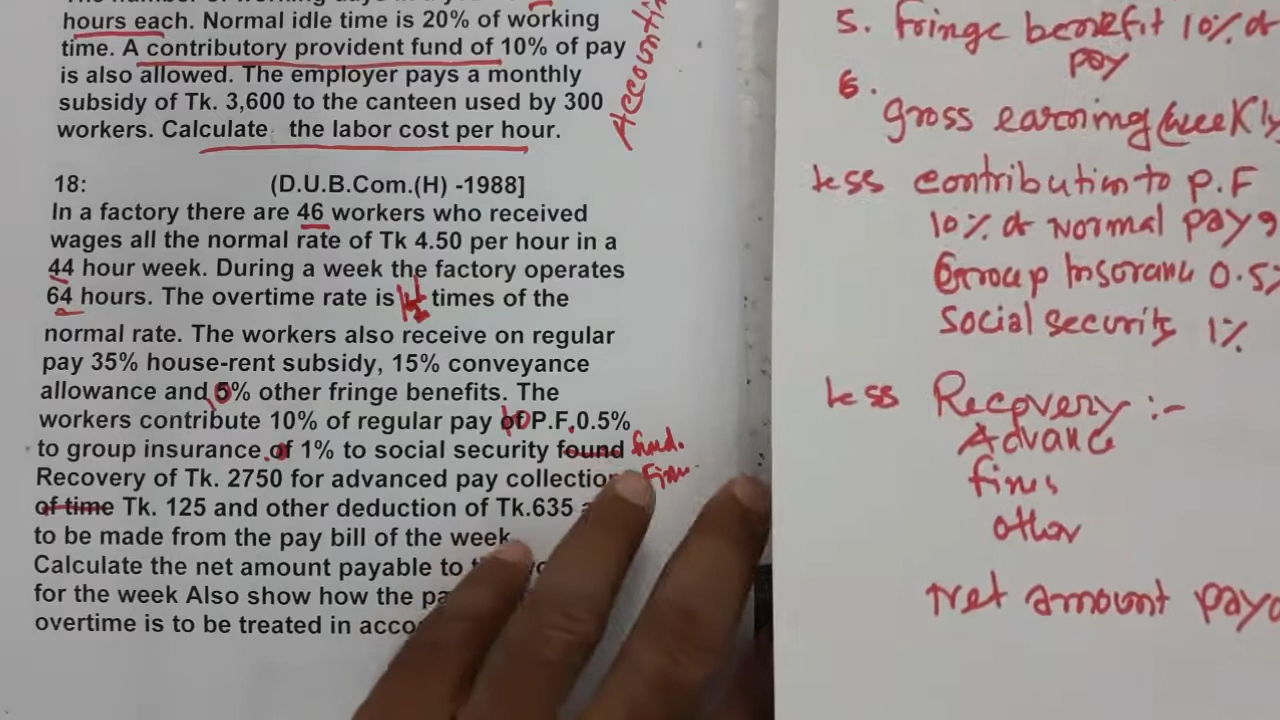 hours each. Normal idle time is 20% of working
time. A contributory provident fund of 10% of pay
is also allowed. The employer pays a monthly
subsidy of Tk. 3,600 to the canteen used by 300
workers. Calculate the labor cost per hour.
18: (D.U.B.Com.(H) -1988]
In a factory there are 46 workers who received
wages all the normal rate of Tk 4.50 per hour in a
44 hour week. During a week the factory operates
64 hours. The overtime rate is 1½ times of the
normal rate. The workers also receive on regular
pay 35% house-rent subsidy, 15% conveyance
allowance and 10% other fringe benefits. The
workers contribute 10% of regular pay to P.F. 0.5%
to group insurance. of 1% to social security found fund.
Recovery of Tk. 2750 for advanced pay collection
of time Tk. 125 and other deduction of Tk.635
to be made from the pay bill of the week
Calculate the net amount payable to
for the week Also show how the
overtime is to be treated in
5. Fringe benefit 10% of
pay
6.
gross earning (weekly
Less contribution to P.F
10% of Normal pay
Group Insurance 0.5%
Social security 1%
Less Recovery :-
Advance
fines
other
Net amount